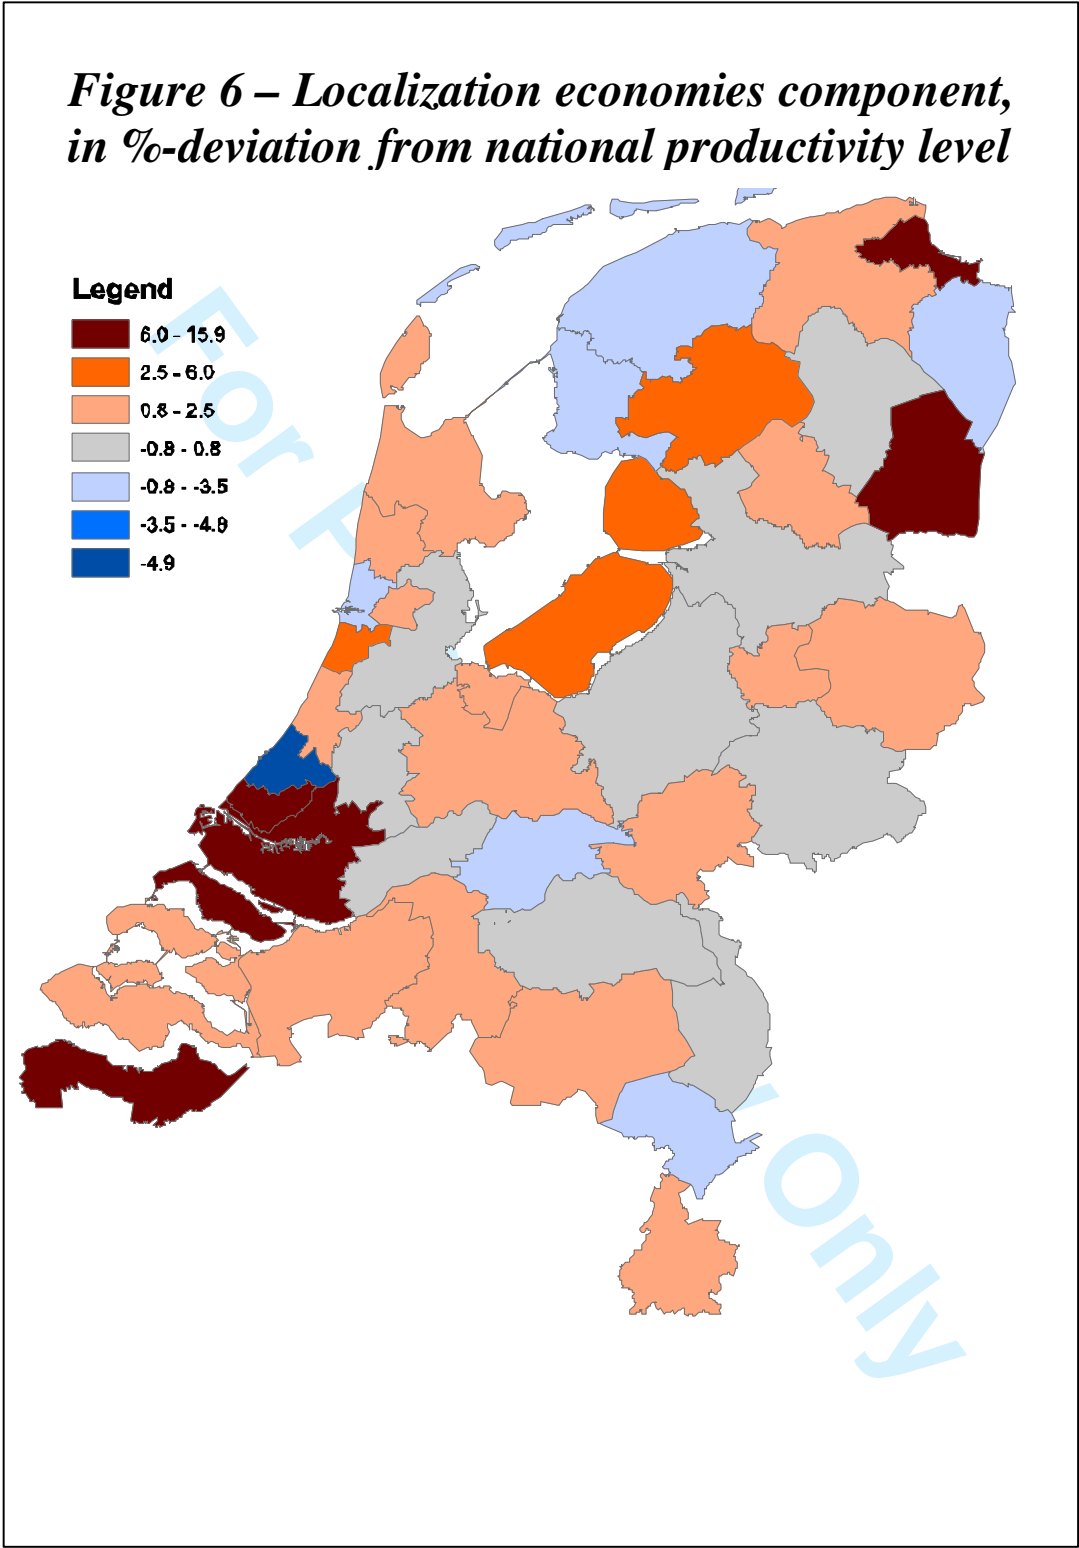 Figure 6 – Localization economies component,
in %-deviation from national productivity level
Legend
6.0 - 15.9
2.5 - 6.0
0.8 - 2.5
-0.8 - 0.8
-0.8 - -3.5
-3.5 - -4.9
-4.9
For
Only